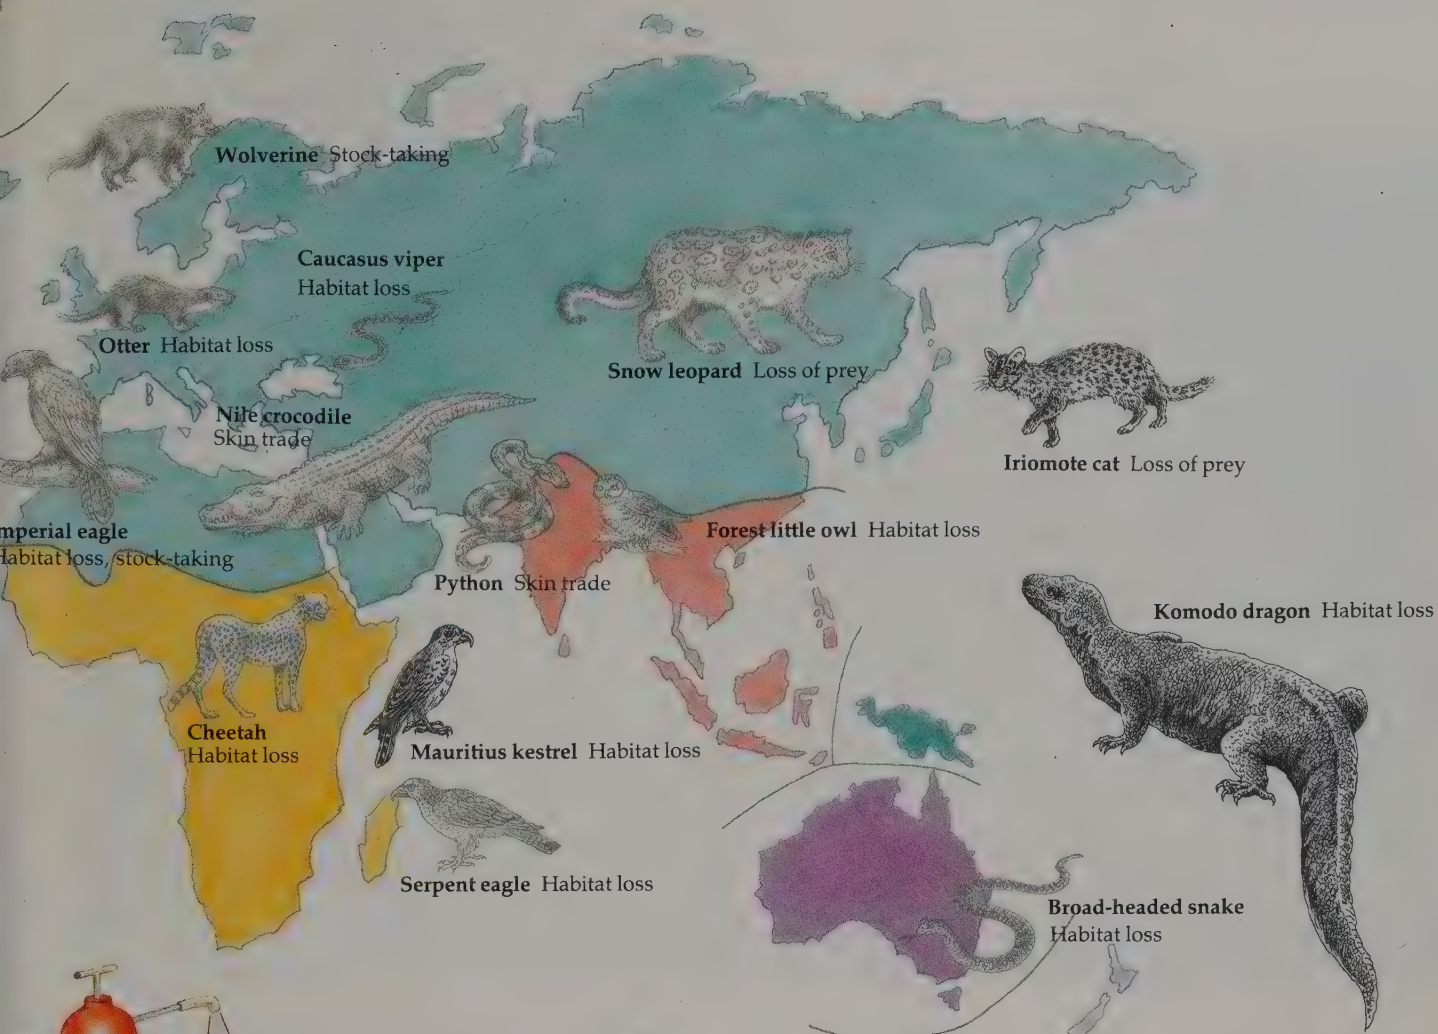 Wolverine Stock-taking
Caucasus viper
Habitat loss
Otter Habitat loss
Snow leopard Loss of prey
Nile crocodile
Skin trade
Iriomote cat Loss of prey
mperial eagle
Habitat loss, stock-taking
Forest little owl Habitat loss
Python Skin trade
Komodo dragon Habitat loss
Cheetah
Habitat loss
Mauritius kestrel Habitat loss
Serpent eagle Habitat loss
Broad-headed snake
Habitat loss